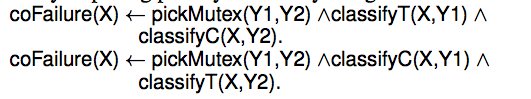 coFailure(X) ← pickMutex(Y1,Y2) ∧classifyT(X,Y1) ∧
classifyC(X,Y2).
coFailure(X) ← pickMutex(Y1,Y2) ∧classifyC(X,Y1) ∧
classifyT(X,Y2).